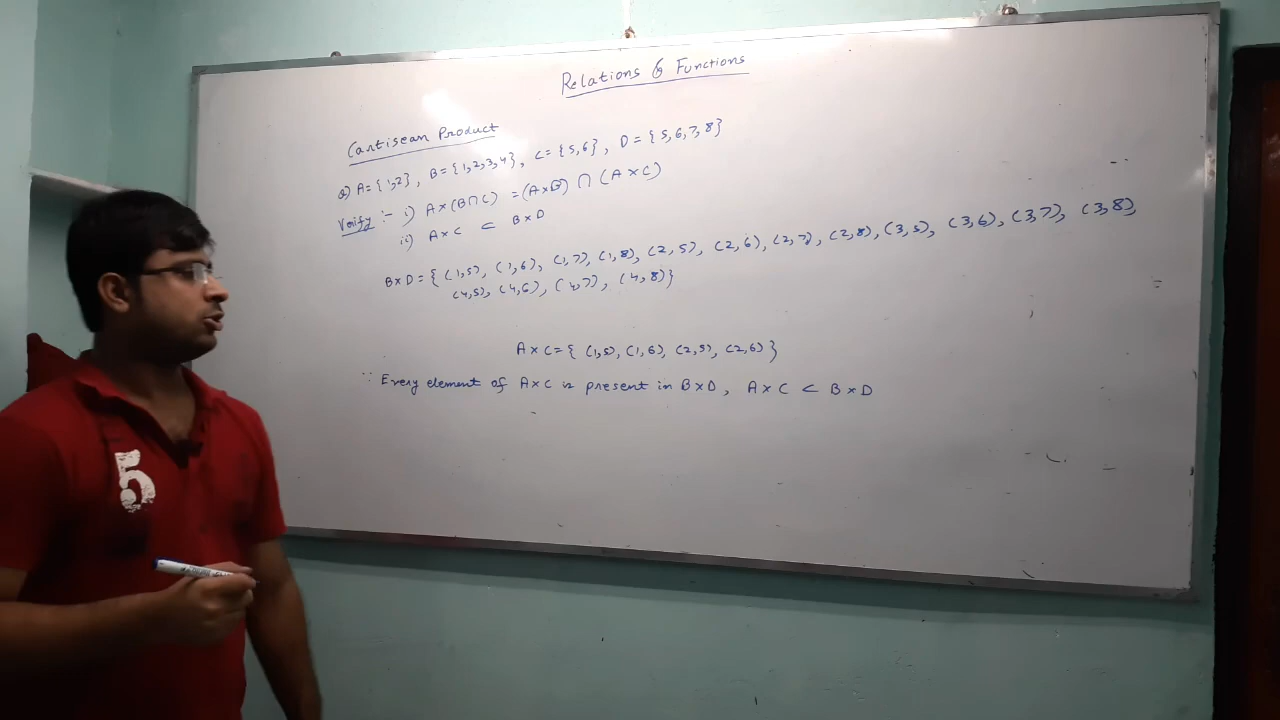 Relations & Functions
Cartisean Product
Q) A = {1,2}, B = {1,2,3,4}, C = {5,6}, D = {5,6,7,8}
Verify :- i) A×(B∩C) = (A×B) ∩ (A×C)
ii) A×C ⊂ B×D
B×D = { (1,5), (1,6), (1,7), (1,8), (2,5), (2,6), (2,7), (2,8), (3,5), (3,6), (3,7), (3,8),
(4,5), (4,6), (4,7), (4,8)}
A×C = { (1,5), (1,6), (2,5), (2,6) }
∵ Every element of A×C is present in B×D, A×C ⊂ B×D
5